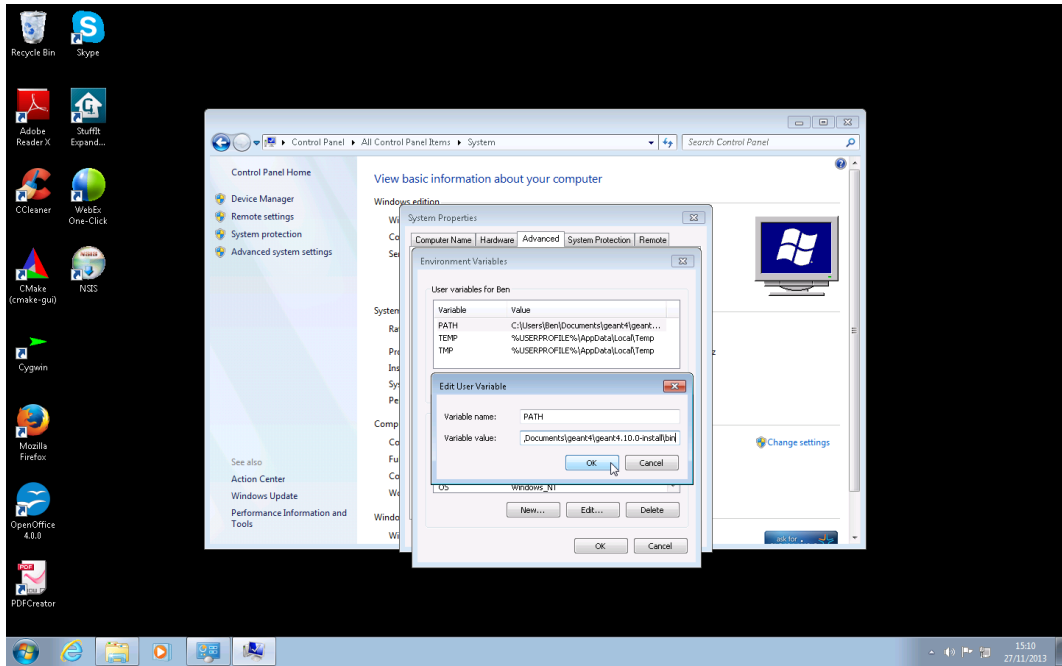 Recycle Bin
Skype
Adobe
Reader X
StuffIt
Expand...
CCleaner
WebEx
One-Click
CMake
(cmake-gui)
NSIS
Cygwin
Mozilla
Firefox
OpenOffice
4.0.0
PDFCreator
Control Panel
All Control Panel Items
System
Search Control Panel
Control Panel Home
Device Manager
Remote settings
System protection
Advanced system settings
See also
Action Center
Windows Update
Performance Information and
Tools
View basic information about your computer
Windows edition
System
Change settings
System Properties
Computer Name
Hardware
Advanced
System Protection
Remote
Environment Variables
User variables for Ben
Variable Value
PATH C:\Users\Ben\Documents\geant4\geant...
TEMP %USERPROFILE%\AppData\Local\Temp
TMP %USERPROFILE%\AppData\Local\Temp
Edit User Variable
Variable name: PATH
Variable value: Documents\geant4\geant4.10.0-install\bin
OK Cancel
OS Windows_NT
New... Edit... Delete
OK Cancel
ask for
15:10
27/11/2013